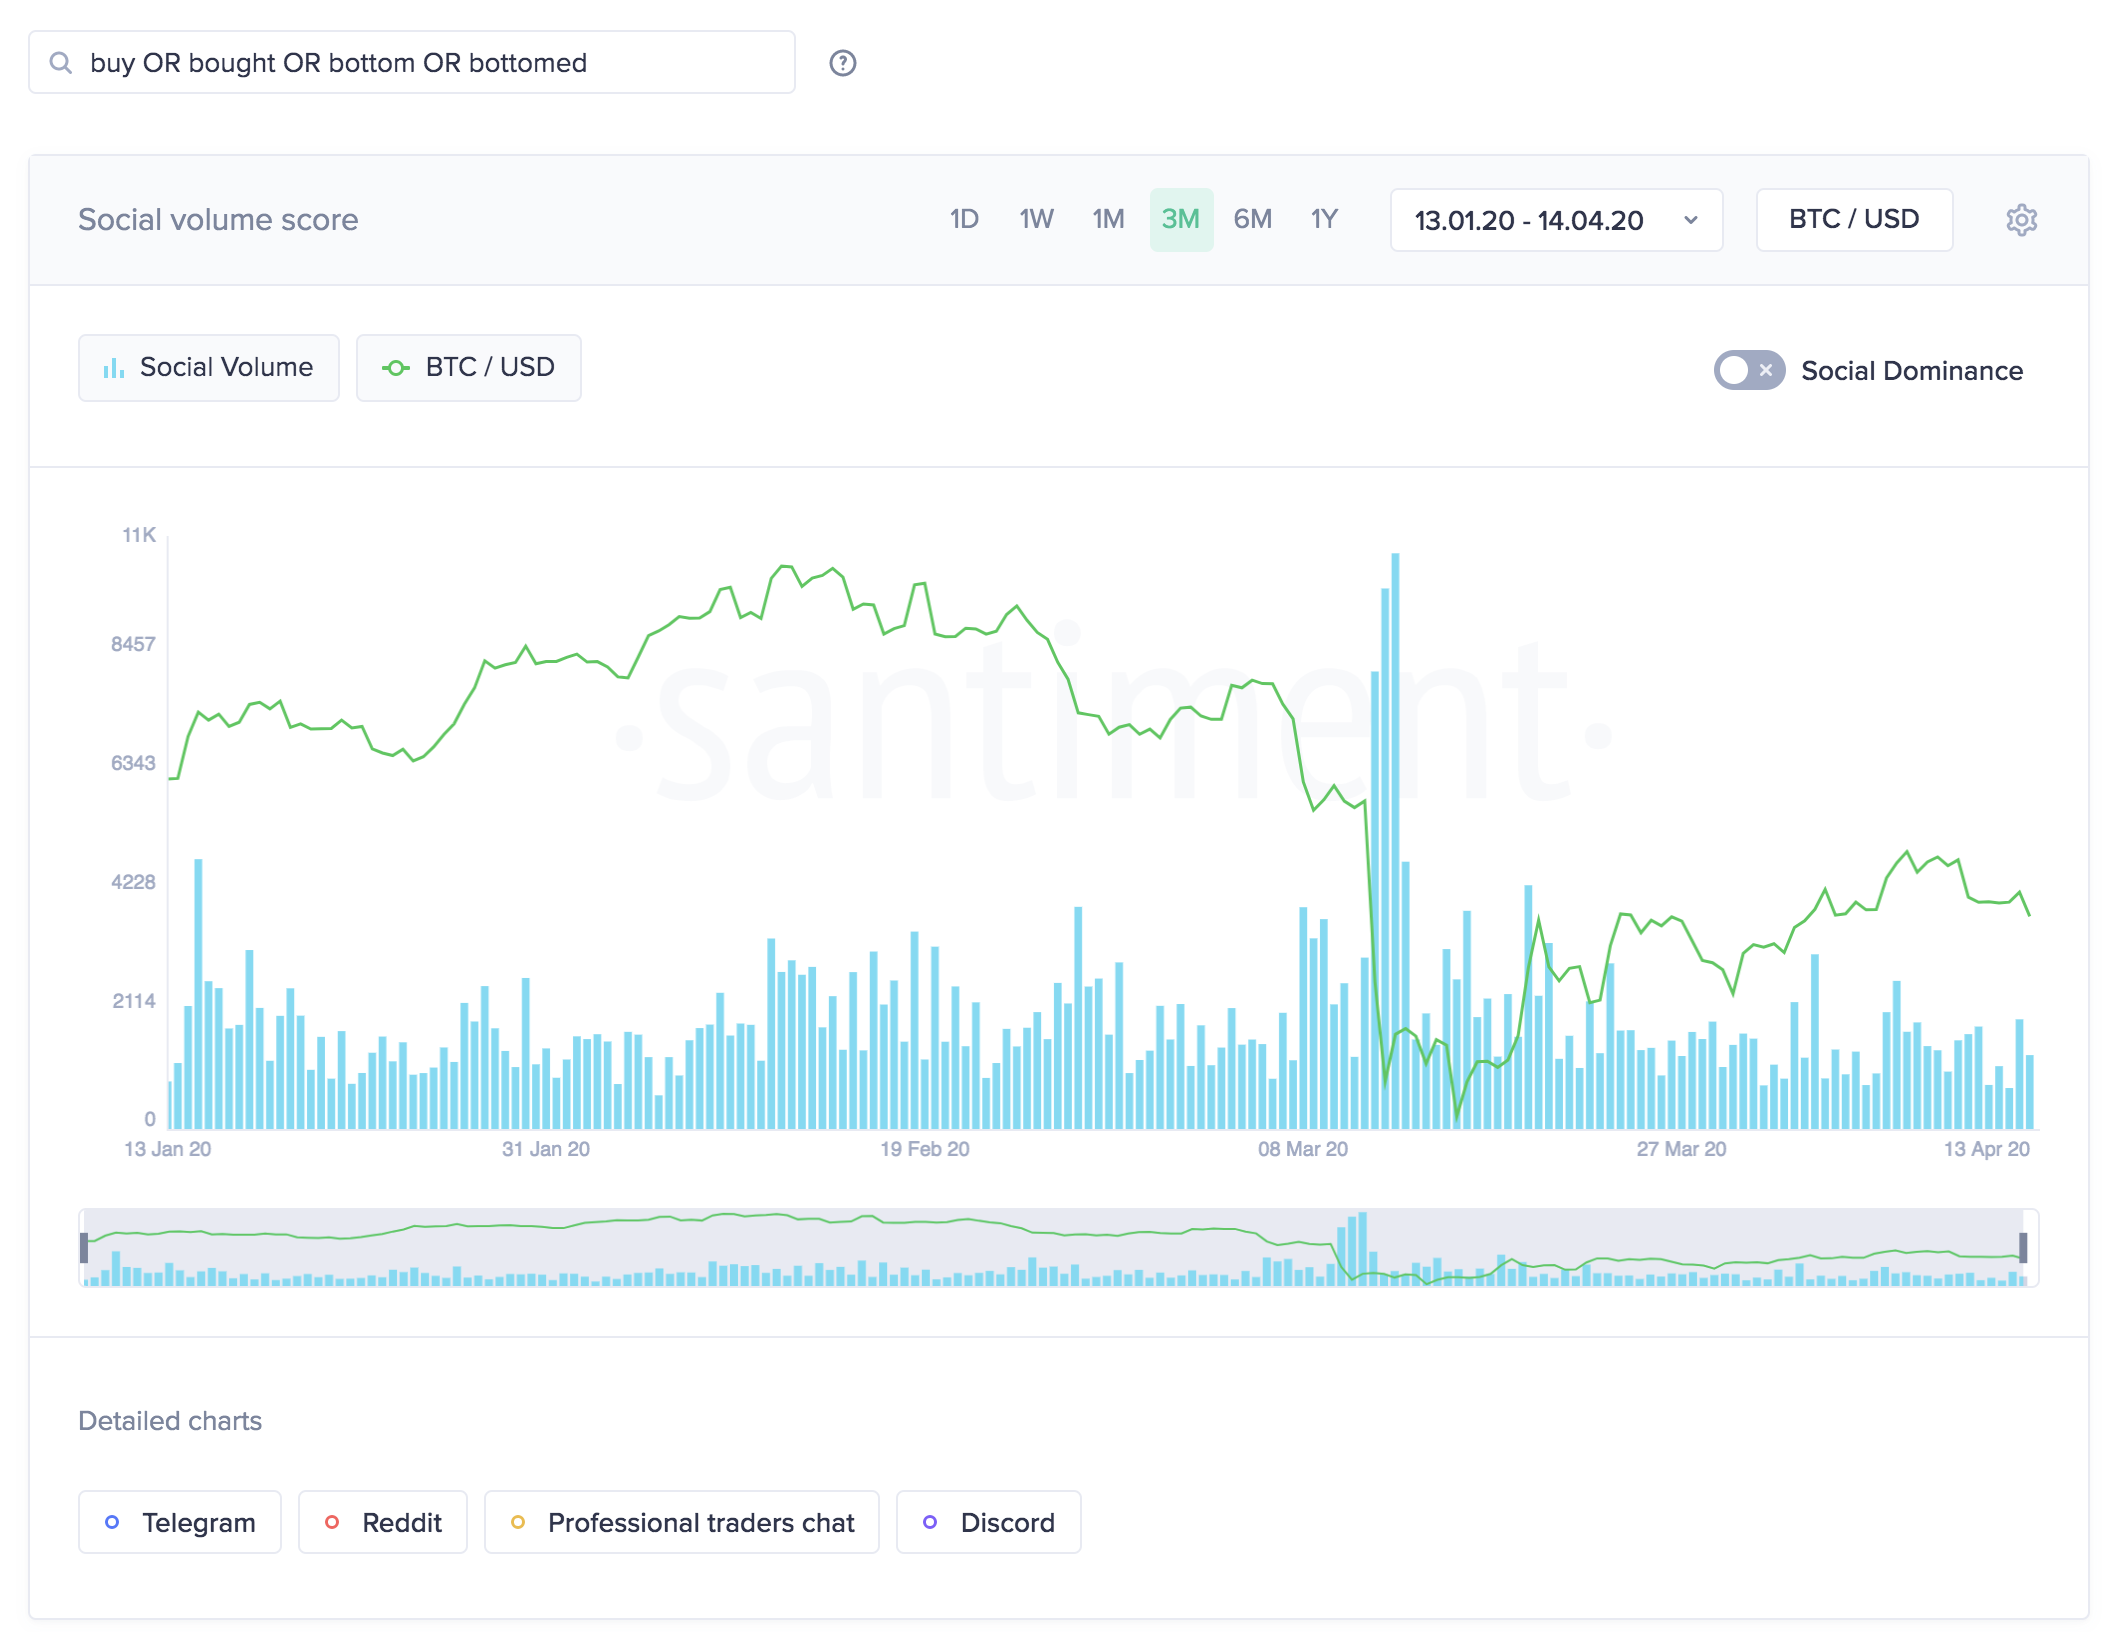 buy OR bought OR bottom OR bottomed
?
Social volume score
1D 1W 1M 3M 6M 1Y 13.01.20 - 14.04.20 BTC / USD
Social Volume BTC / USD Social Dominance
11K
8457
6343
4228
2114
0
·santiment·
13 Jan 20 31 Jan 20 19 Feb 20 08 Mar 20 27 Mar 20 13 Apr 20
Detailed charts
Telegram Reddit Professional traders chat Discord